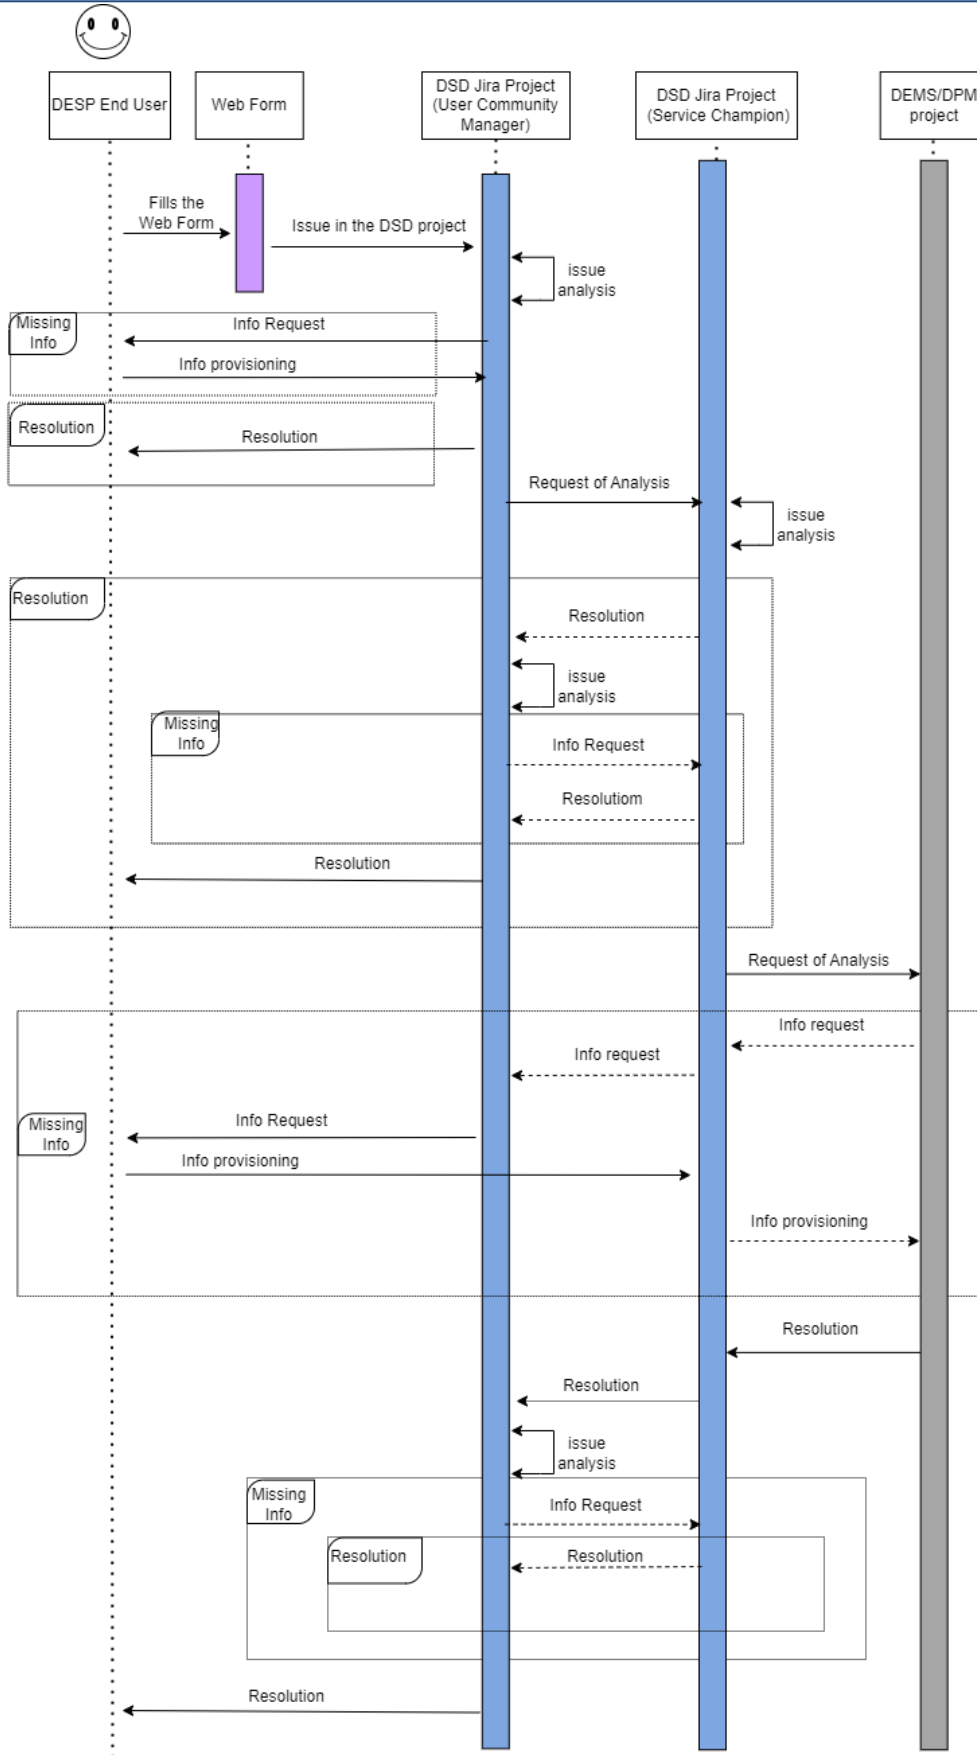 DESP End User
Web Form
DSD Jira Project
(User Community
Manager)
DSD Jira Project
(Service Champion)
DEMS/DPM
project
Fills the
Web Form
Issue in the DSD project
issue
analysis
Missing
Info
Info Request
Info provisioning
Resolution
Resolution
Request of Analysis
issue
analysis
Resolution
Resolution
issue
analysis
Missing
Info
Info Request
Resolutiom
Resolution
Request of Analysis
Info request
Info request
Missing
Info
Info Request
Info provisioning
Info provisioning
Resolution
Resolution
issue
analysis
Missing
Info
Info Request
Resolution
Resolution
Resolution